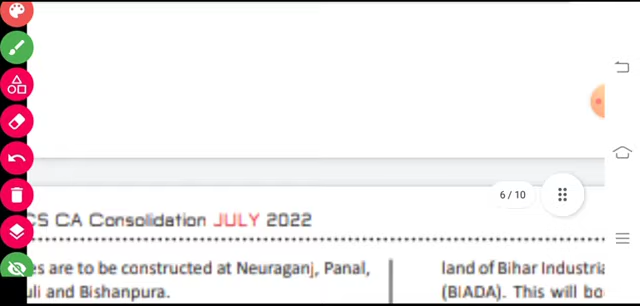 6/10
CS CA Consolidation JULY 2022
es are to be constructed at Neuraganj, Panal,
uli and Bishanpura.
land of Bihar Industria
(BIADA). This will bo